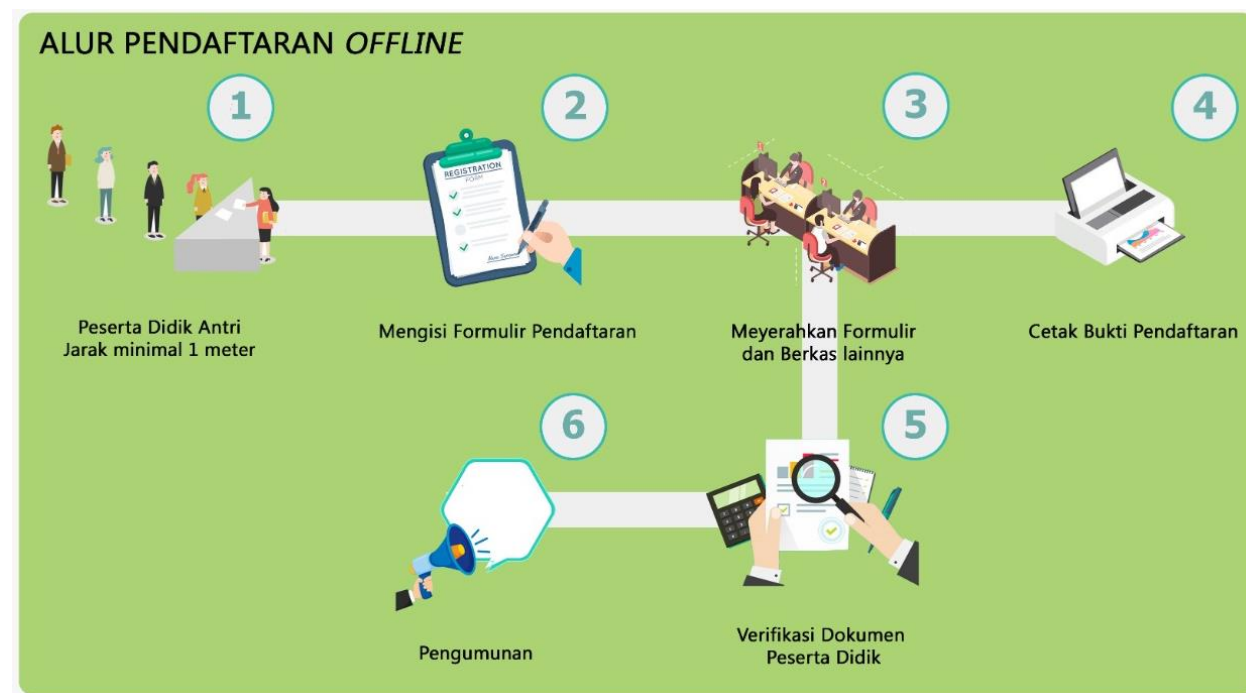 ALUR PENDAFTARAN OFFLINE
1
2
3
4
REGISTRATION
FORM
Peserta Didik Antri
Jarak minimal 1 meter
Mengisi Formulir Pendaftaran
Meyerahkan Formulir
dan Berkas lainnya
Cetak Bukti Pendaftaran
6
5
Pengumunan
Verifikasi Dokumen
Peserta Didik